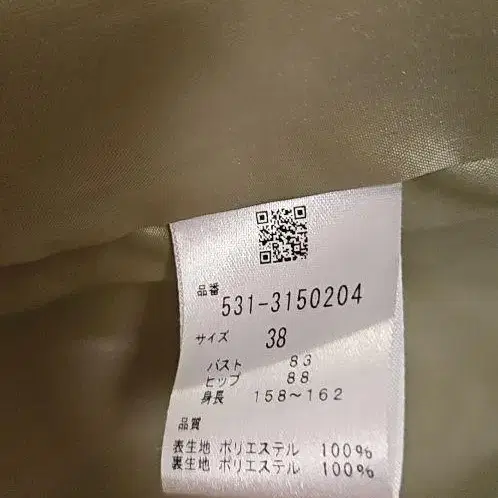 品番
531-3150204
サイズ 38
バスト 83
ヒップ 88
身長 158～162
品質
表生地 ポリエステル 100%
裏生地 ポリエステル 100%